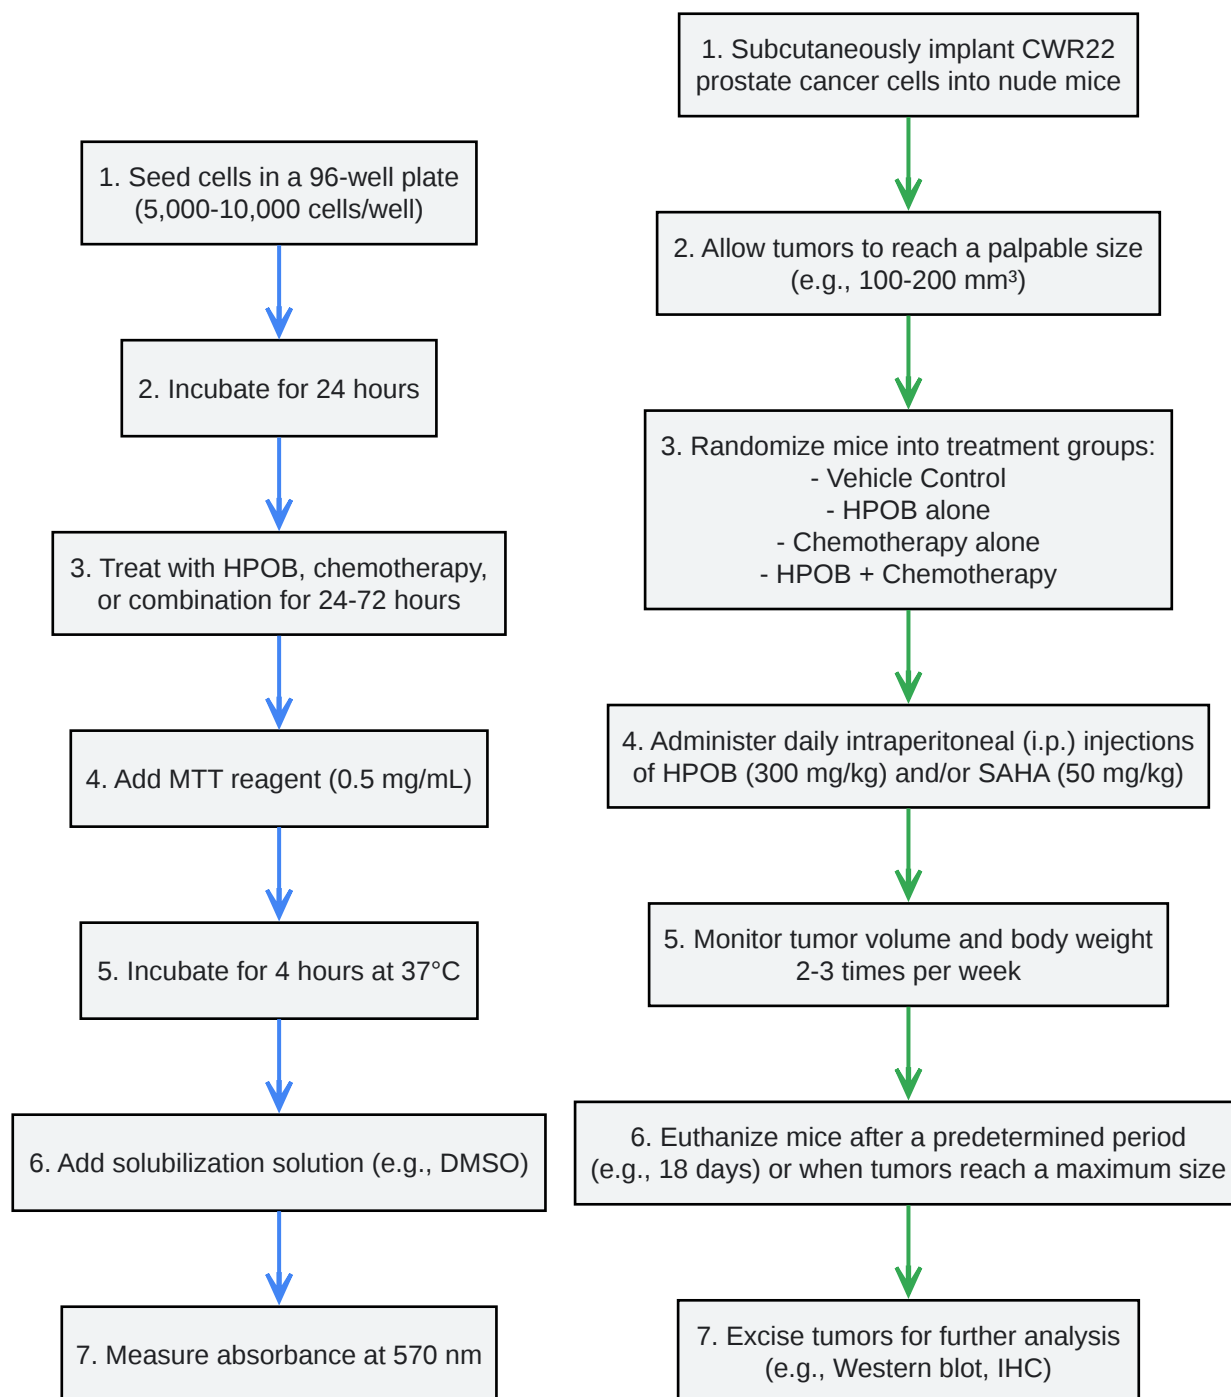 1. Seed cells in a 96-well plate
(5,000-10,000 cells/well)
2. Incubate for 24 hours
3. Treat with HPOB, chemotherapy,
or combination for 24-72 hours
4. Add MTT reagent (0.5 mg/mL)
5. Incubate for 4 hours at 37°C
6. Add solubilization solution (e.g., DMSO)
7. Measure absorbance at 570 nm
1. Subcutaneously implant CWR22
prostate cancer cells into nude mice
2. Allow tumors to reach a palpable size
(e.g., 100-200 mm³)
3. Randomize mice into treatment groups:
- Vehicle Control
- HPOB alone
- Chemotherapy alone
- HPOB + Chemotherapy
4. Administer daily intraperitoneal (i.p.) injections
of HPOB (300 mg/kg) and/or SAHA (50 mg/kg)
5. Monitor tumor volume and body weight
2-3 times per week
6. Euthanize mice after a predetermined period
(e.g., 18 days) or when tumors reach a maximum size
7. Excise tumors for further analysis
(e.g., Western blot, IHC)